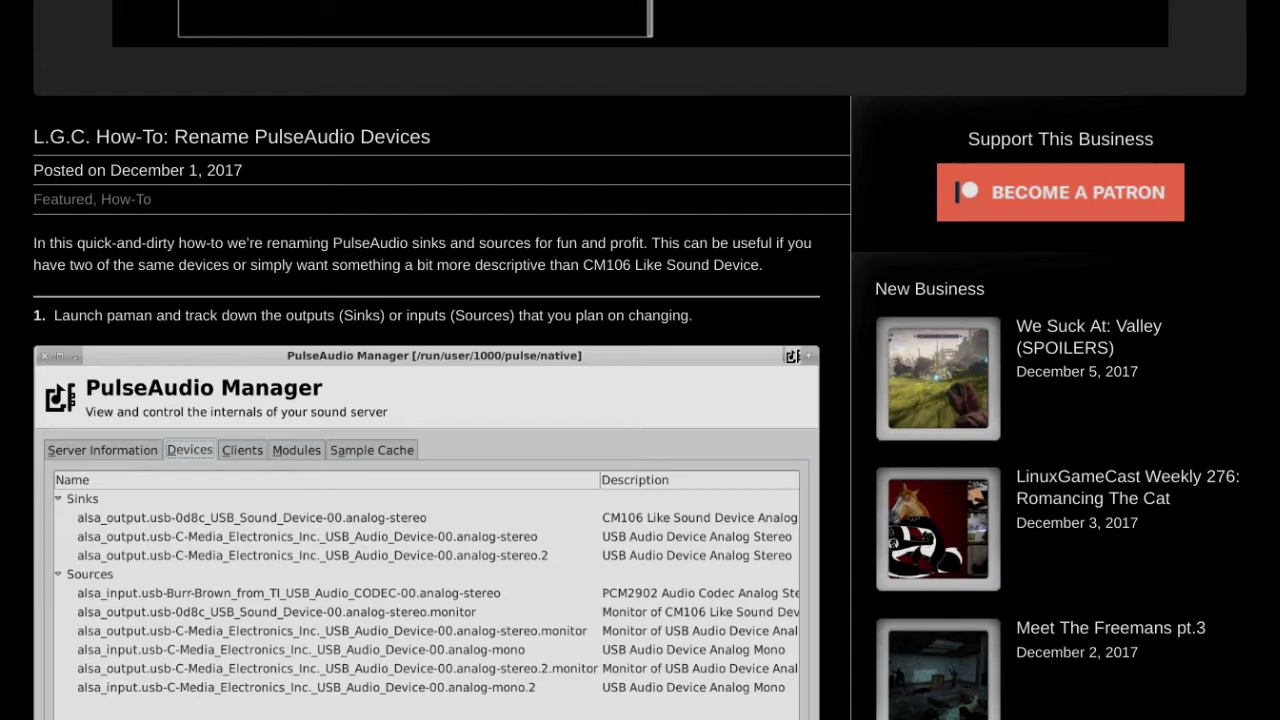 L.G.C. How-To: Rename PulseAudio Devices
Posted on December 1, 2017
Featured, How-To
In this quick-and-dirty how-to we're renaming PulseAudio sinks and sources for fun and profit. This can be useful if you
have two of the same devices or simply want something a bit more descriptive than CM106 Like Sound Device.
1. Launch paman and track down the outputs (Sinks) or inputs (Sources) that you plan on changing.
PulseAudio Manager [/run/user/1000/pulse/native]
PulseAudio Manager
View and control the internals of your sound server
Server Information Devices Clients Modules Sample Cache
Name Description
Sinks
alsa_output.usb-0d8c_USB_Sound_Device-00.analog-stereo CM106 Like Sound Device Analog
alsa_output.usb-C-Media_Electronics_Inc._USB_Audio_Device-00.analog-stereo USB Audio Device Analog Stereo
alsa_output.usb-C-Media_Electronics_Inc._USB_Audio_Device-00.analog-stereo.2 USB Audio Device Analog Stereo
Sources
alsa_input.usb-Burr-Brown_from_TI_USB_Audio_CODEC-00.analog-stereo PCM2902 Audio Codec Analog Ste
alsa_output.usb-0d8c_USB_Sound_Device-00.analog-stereo.monitor Monitor of CM106 Like Sound Dev
alsa_output.usb-C-Media_Electronics_Inc._USB_Audio_Device-00.analog-stereo.monitor Monitor of USB Audio Device Anal
alsa_input.usb-C-Media_Electronics_Inc._USB_Audio_Device-00.analog-mono USB Audio Device Analog Mono
alsa_output.usb-C-Media_Electronics_Inc._USB_Audio_Device-00.analog-stereo.2.monitor Monitor of USB Audio Device Anal
alsa_input.usb-C-Media_Electronics_Inc._USB_Audio_Device-00.analog-mono.2 USB Audio Device Analog Mono
Support This Business
BECOME A PATRON
New Business
We Suck At: Valley
(SPOILERS)
December 5, 2017
LinuxGameCast Weekly 276:
Romancing The Cat
December 3, 2017
Meet The Freemans pt.3
December 2, 2017